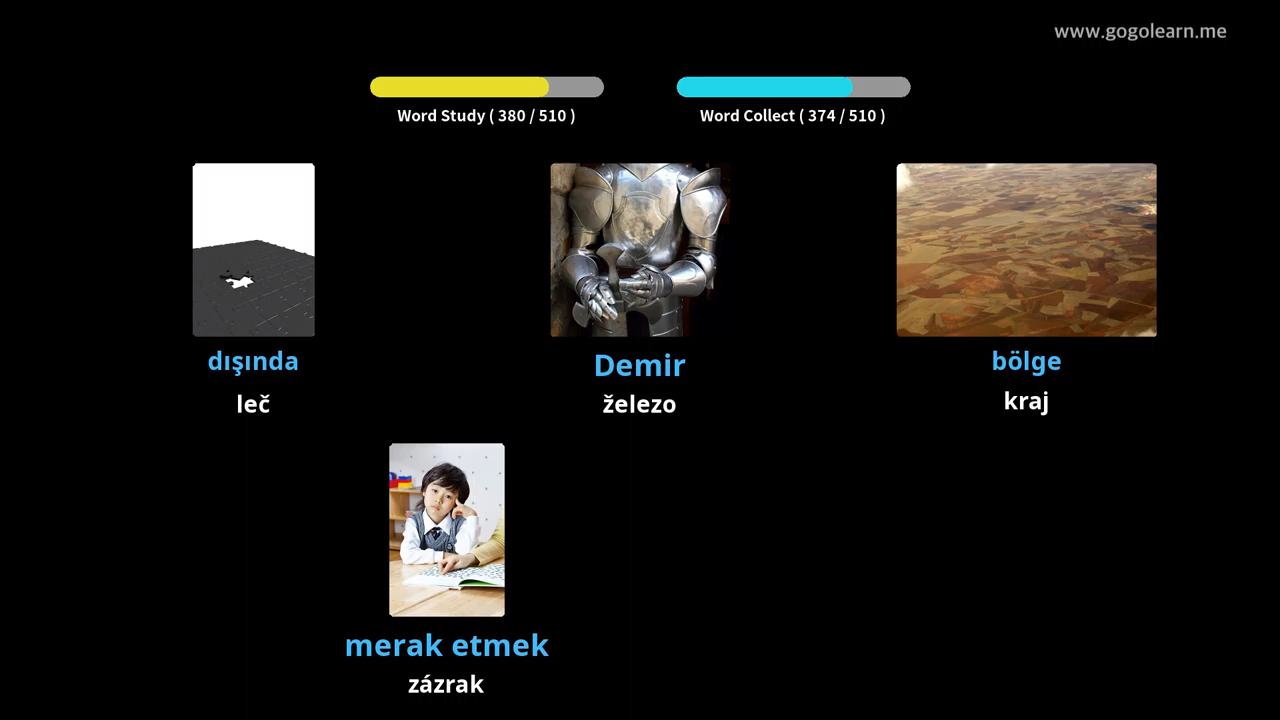 www.gogolearn.me
Word Study ( 380 / 510 )
Word Collect ( 374 / 510 )
dışında
leč
Demir
železo
bölge
kraj
merak etmek
zázrak